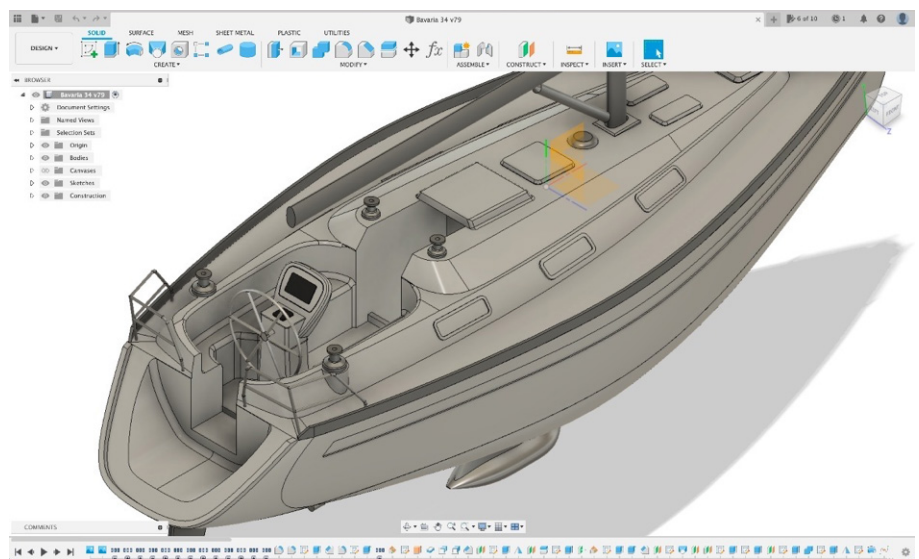 Bavaria 34 v79
6 of 10
1
SOLID SURFACE MESH SHEET METAL PLASTIC UTILITIES
DESIGN
CREATE MODIFY ASSEMBLE CONSTRUCT INSPECT INSERT SELECT
BROWSER
Bavaria 34 v79
Document Settings
Named Views
Selection Sets
Origin
Bodies
Canvases
Sketches
Construction
Z
COMMENTS